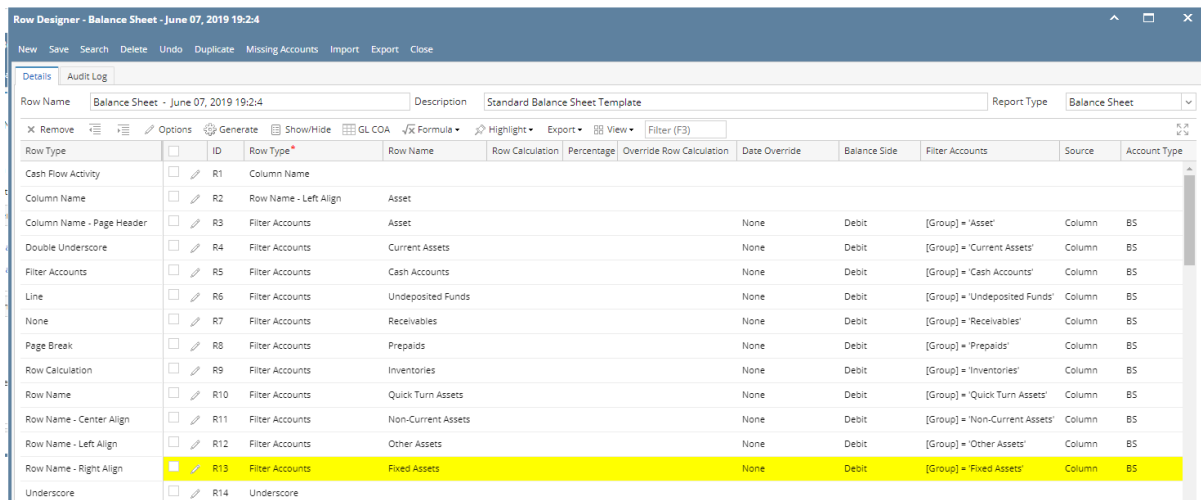 Row Designer - Balance Sheet - June 07, 2019 19:2:4
New Save Search Delete Undo Duplicate Missing Accounts Import Export Close
Details Audit Log
Row Name Balance Sheet - June 07, 2019 19:2:4 Description Standard Balance Sheet Template Report Type Balance Sheet
Remove Options Generate Show/Hide GL COA Formula Highlight Export View Filter (F3)
Row Type ID Row Type* Row Name Row Calculation Percentage Override Row Calculation Date Override Balance Side Filter Accounts Source Account Type
Cash Flow Activity R1 Column Name
Column Name R2 Row Name - Left Align Asset
Column Name - Page Header R3 Filter Accounts Asset None Debit [Group] = 'Asset' Column BS
Double Underscore R4 Filter Accounts Current Assets None Debit [Group] = 'Current Assets' Column BS
Filter Accounts R5 Filter Accounts Cash Accounts None Debit [Group] = 'Cash Accounts' Column BS
Line R6 Filter Accounts Undeposited Funds None Debit [Group] = 'Undeposited Funds' Column BS
None R7 Filter Accounts Receivables None Debit [Group] = 'Receivables' Column BS
Page Break R8 Filter Accounts Prepaids None Debit [Group] = 'Prepaids' Column BS
Row Calculation R9 Filter Accounts Inventories None Debit [Group] = 'Inventories' Column BS
Row Name R10 Filter Accounts Quick Turn Assets None Debit [Group] = 'Quick Turn Assets' Column BS
Row Name - Center Align R11 Filter Accounts Non-Current Assets None Debit [Group] = 'Non-Current Assets' Column BS
Row Name - Left Align R12 Filter Accounts Other Assets None Debit [Group] = 'Other Assets' Column BS
Row Name - Right Align R13 Filter Accounts Fixed Assets None Debit [Group] = 'Fixed Assets' Column BS
Underscore R14 Underscore